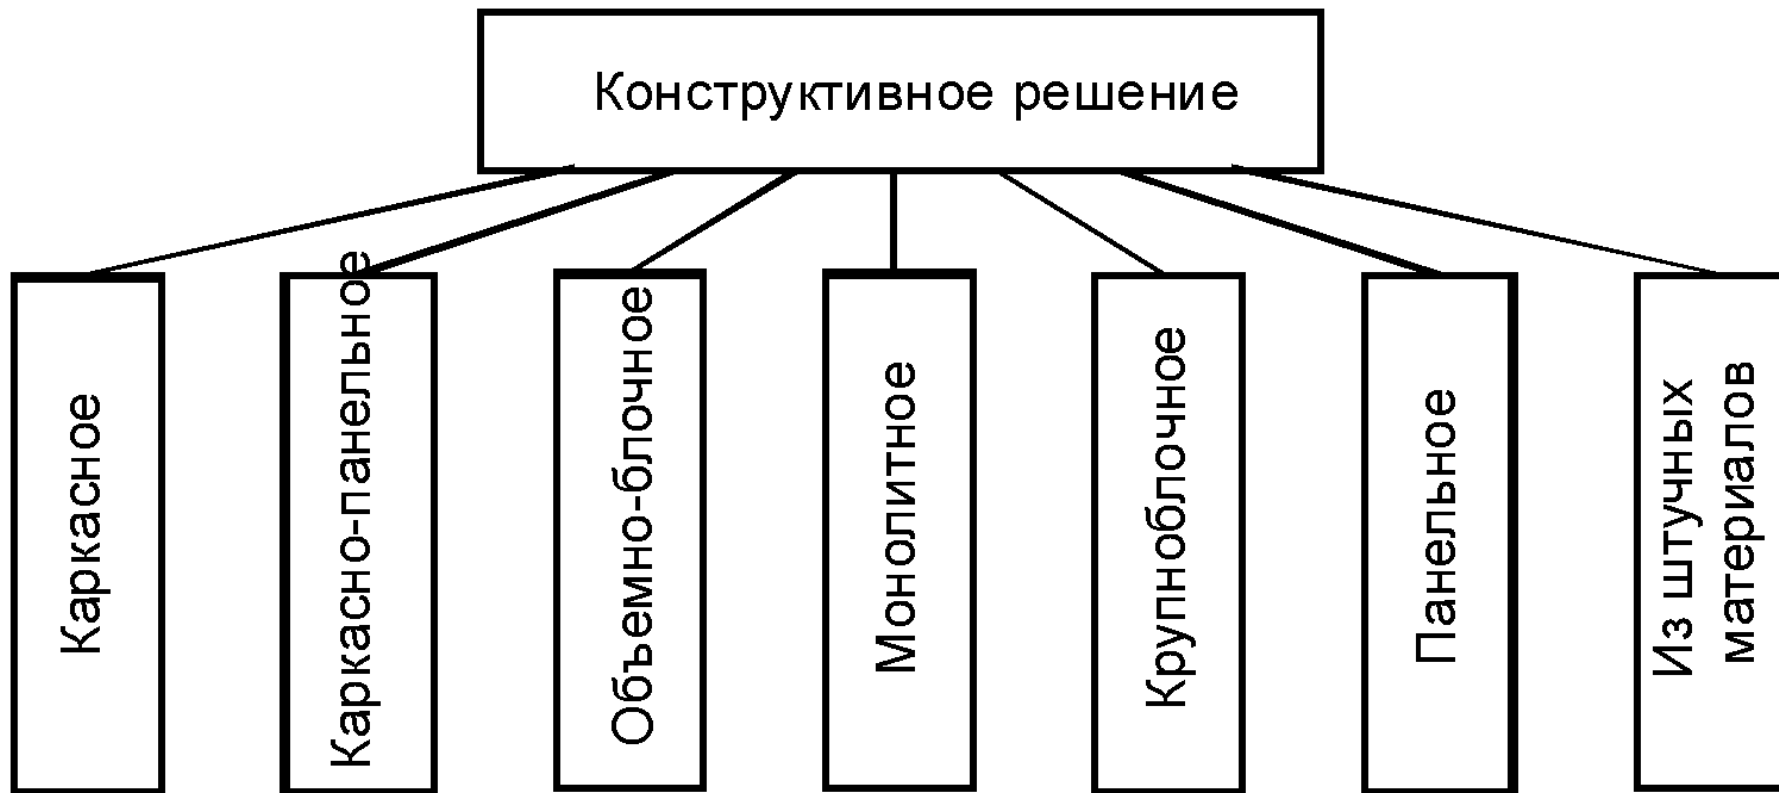 Конструктивное решение
Каркасное
Каркасно-панельное
Объемно-блочное
Монолитное
Крупноблочное
Панельное
Из штучных
материалов